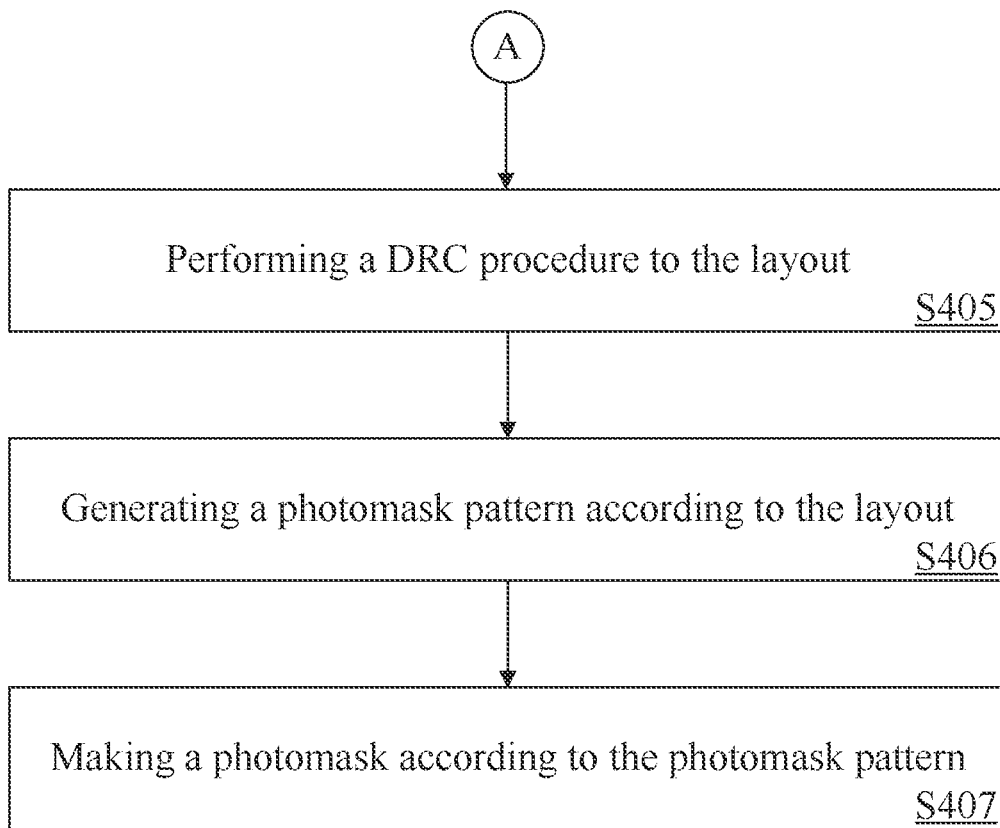 A
Performing a DRC procedure to the layout
S405
Generating a photomask pattern according to the layout
S406
Making a photomask according to the photomask pattern
S407